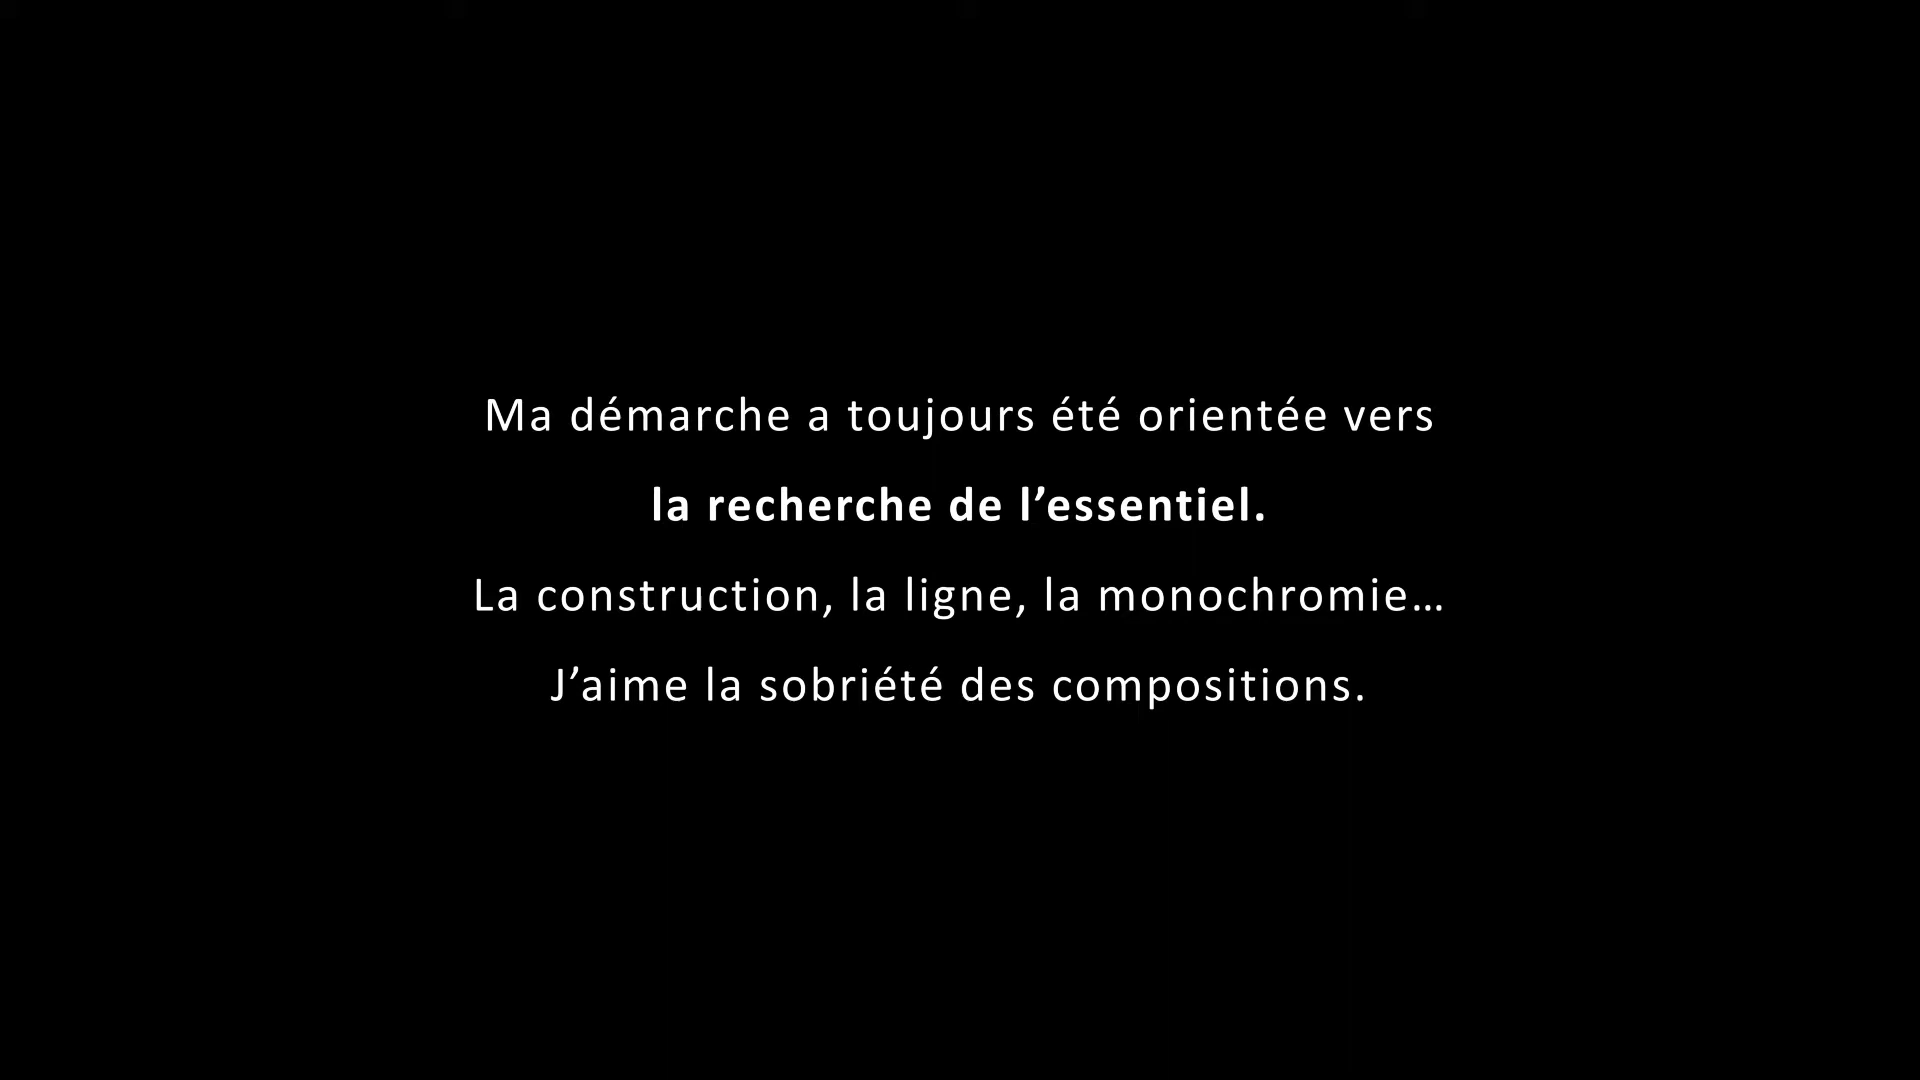 Ma démarche a toujours été orientée vers
la recherche de l’essentiel.
La construction, la ligne, la monochromie…
J’aime la sobriété des compositions.